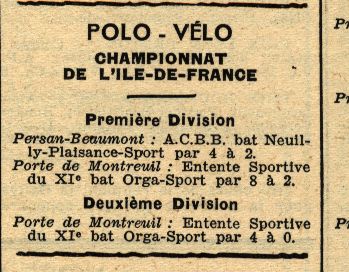 POLO - VÉLO
CHAMPIONNAT
DE L'ILE-DE-FRANCE
Première Division
Persan-Beaumont : A.C.B.B. bat Neuil-
ly-Plaisance-Sport par 4 à 2.
Porte de Montreuil : Entente Sportive
du XIe bat Orga-Sport par 8 à 2.
Deuxième Division
Porte de Montreuil : Entente Sportive
du XIe bat Orga-Sport par 4 à 0.